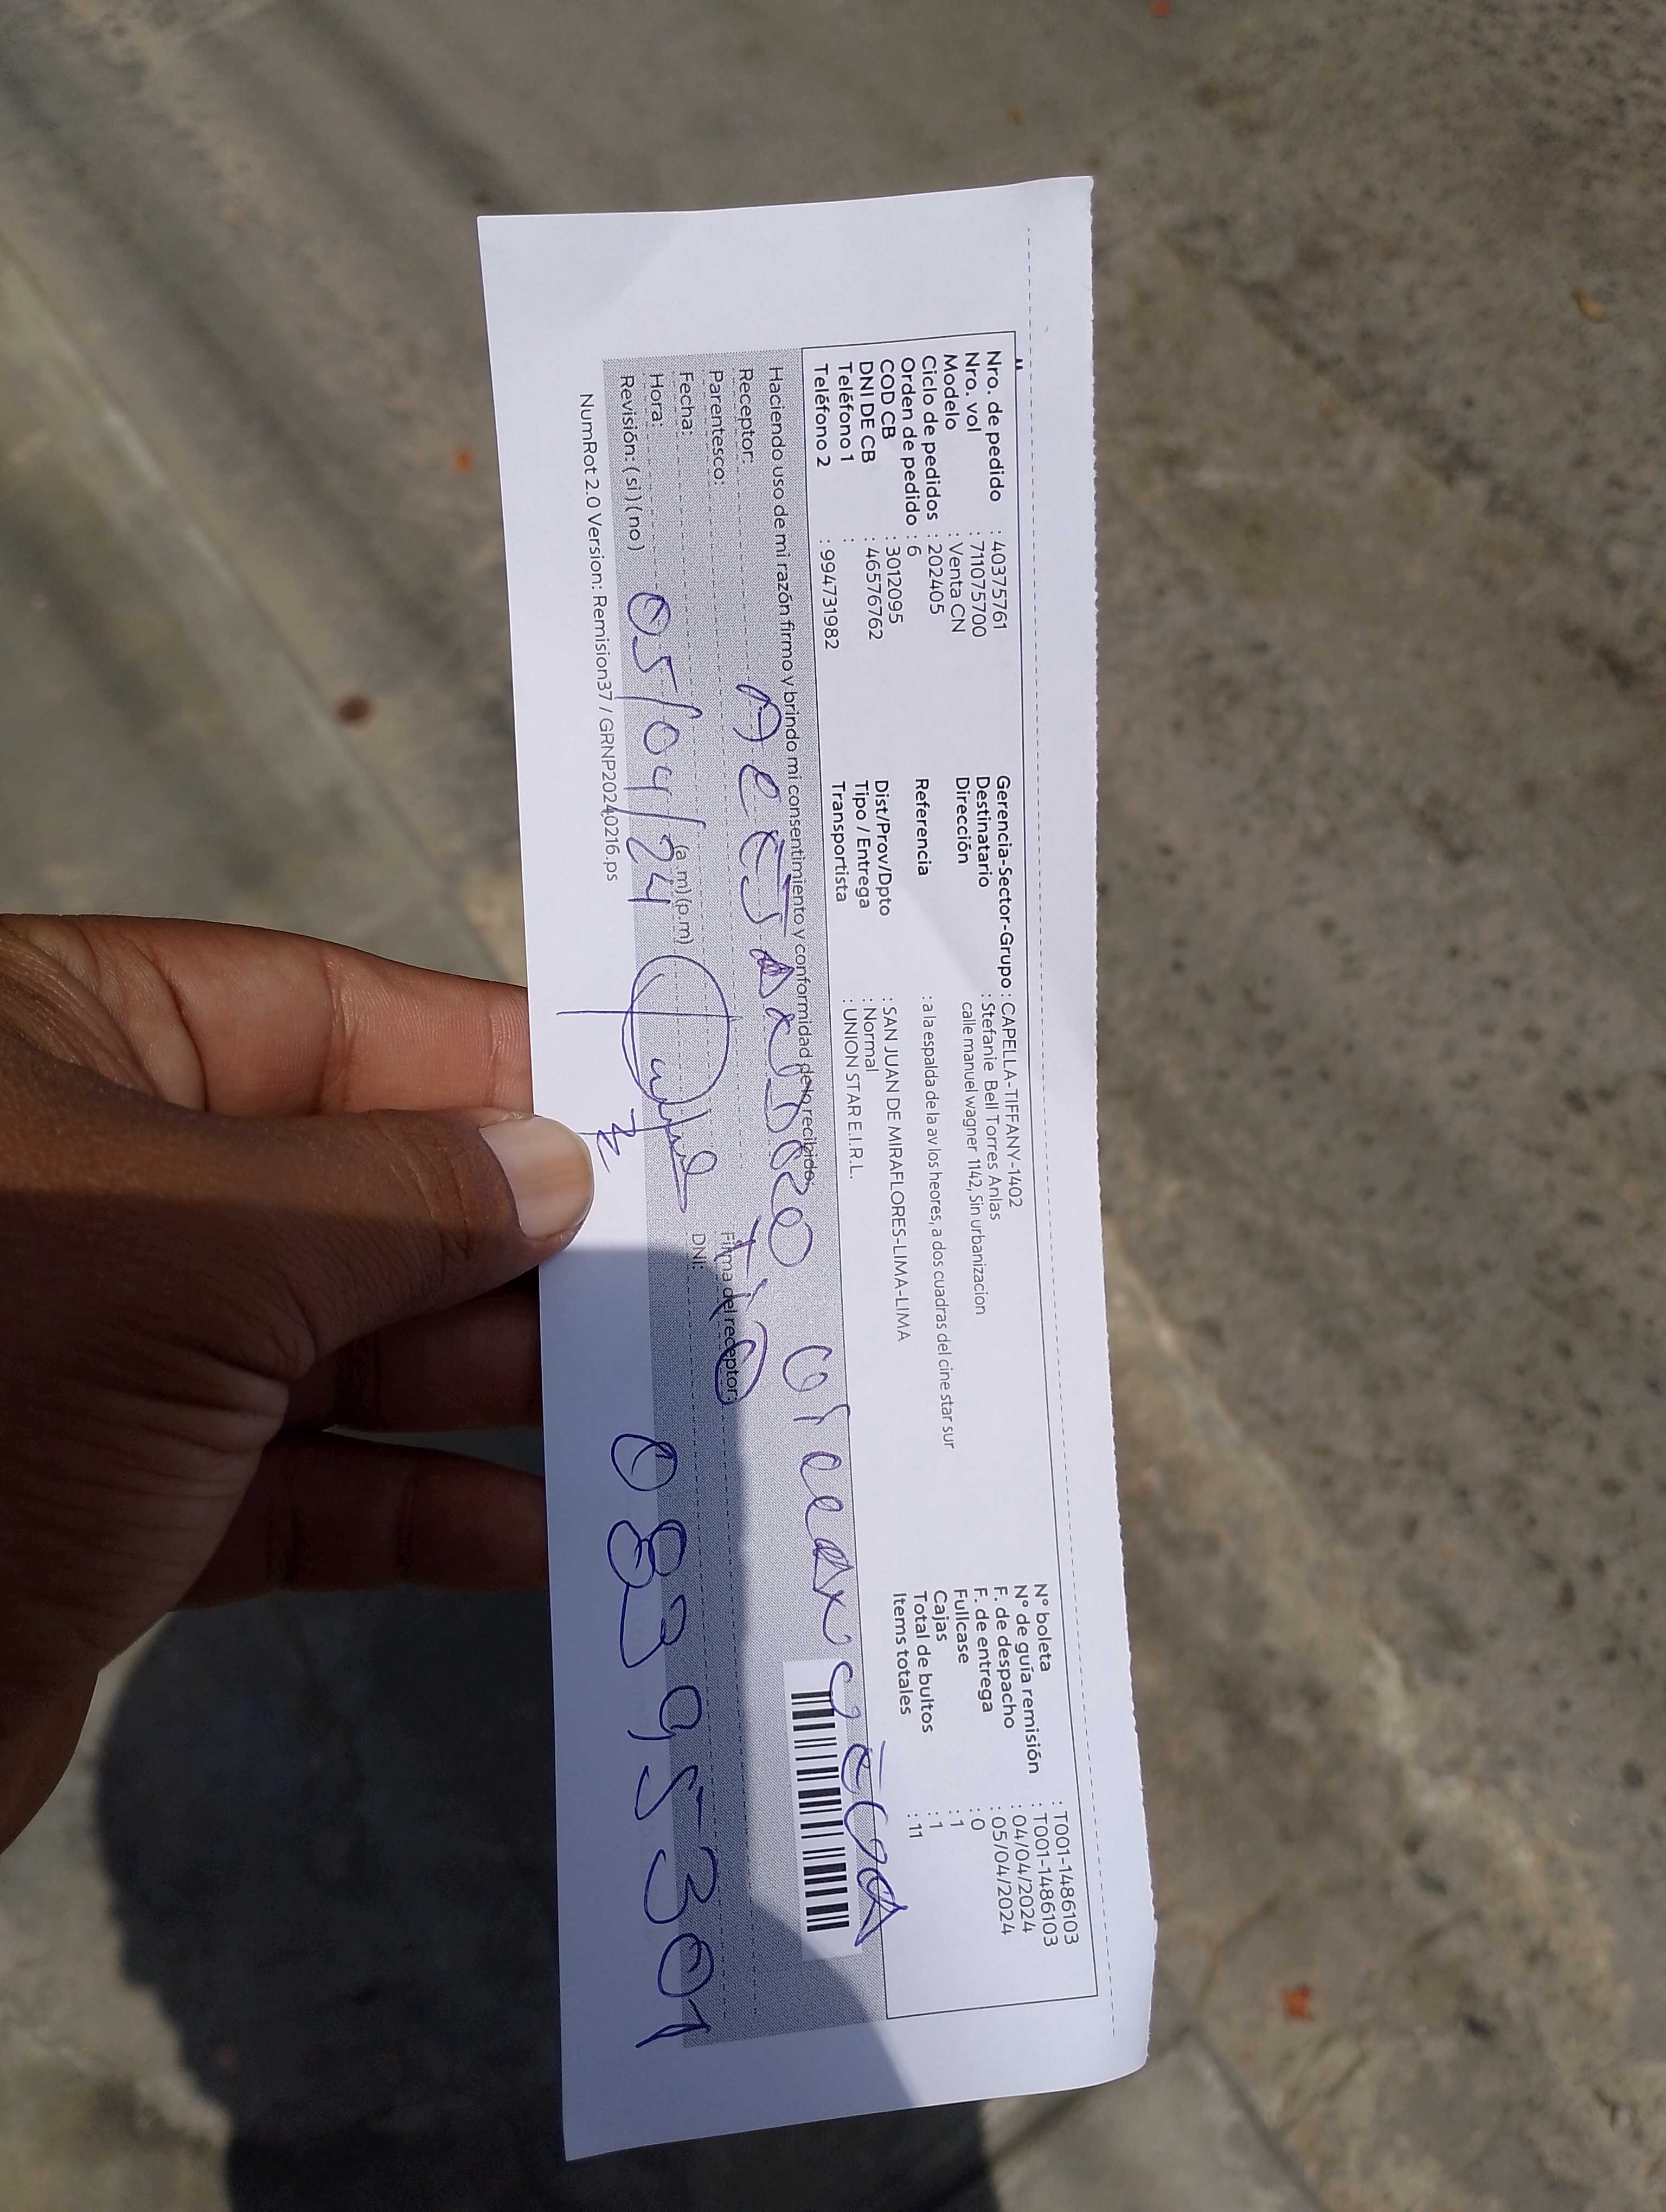 Nro. de pedido : 40375761
Nro. vol : 711075700
Modelo : Venta CN
Ciclo de pedidos : 202405
Orden de pedido : 6
COD CB : 3012095
DNI DE CB : 46576762
Teléfono 1 :
Teléfono 2 : 994731982
Gerencia-Sector-Grupo : CAPELLA-TIFFANY-1402
Destinatario : Stefanie Bell Torres Anlas
Dirección calle manuel wagner 1142, Sin urbanizacion
Referencia : a la espalda de la av los heores, a dos cuadras del cine star sur
Dist/Prov/Dpto : SAN JUAN DE MIRAFLORES-LIMA-LIMA
Tipo / Entrega : Normal
Transportista : UNION STAR E.I.R.L.
N° boleta : T001-1486103
N° de guía remisión : T001-1486103
F. de despacho : 04/04/2024
F. de entrega : 05/04/2024
Fullcase : 0
Cajas : 1
Total de bultos : 1
Items totales : 11
Haciendo uso de mi razón firmo y brindo mi consentimiento y conformidad de lo recibido.
Receptor:
Parentesco: tio
Fecha:
Hora: (a.m)(p.m)
Revisión: (si) (no) 05/04/24
Firma del receptor:
DNI: 08395301
NumRot2.0 Version: Remision37 / GRNP20240216.ps